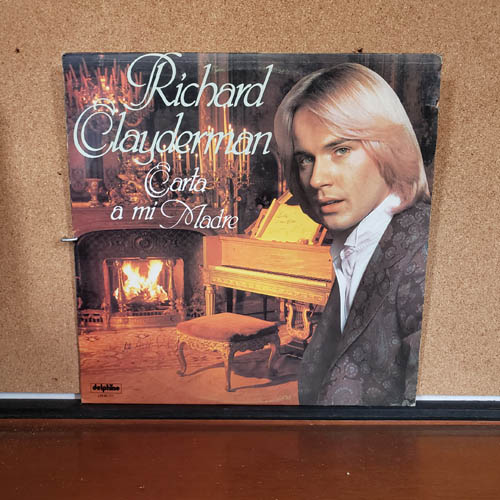 Richard
Clayderman
Carta
a mi Madre
delphine